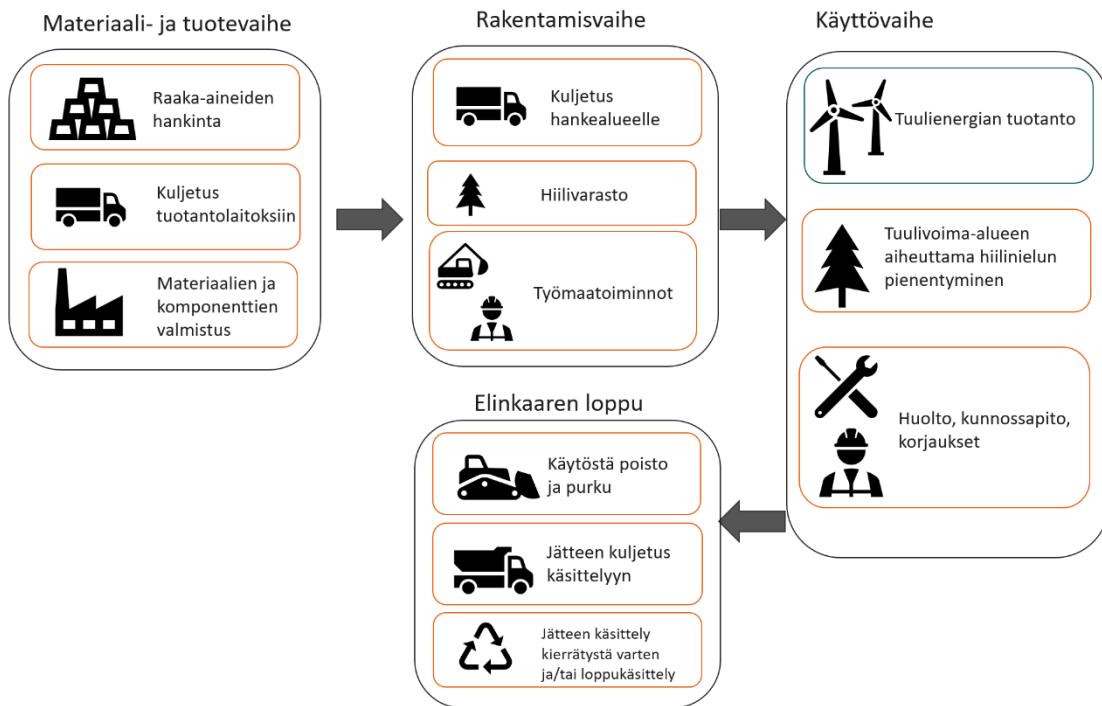 Materiaali- ja tuotevaihe
Raaka-aineiden
hankinta
Kuljetus
tuotantolaitoksiin
Materiaalien ja
komponenttien
valmistus
Rakentamisvaihe
Kuljetus
hankealueelle
Hiilivarasto
Työmaatoiminnot
Käyttövaihe
Tuulienergian tuotanto
Tuulivoima-alueen
aiheuttama hiilinielun
pienentyminen
Huolto, kunnossapito,
korjaukset
Elinkaaren loppu
Käytöstä poisto
ja purku
Jätteen kuljetus
käsittelyyn
Jätteen käsittely
kierrätystä varten
ja/tai loppukäsittely